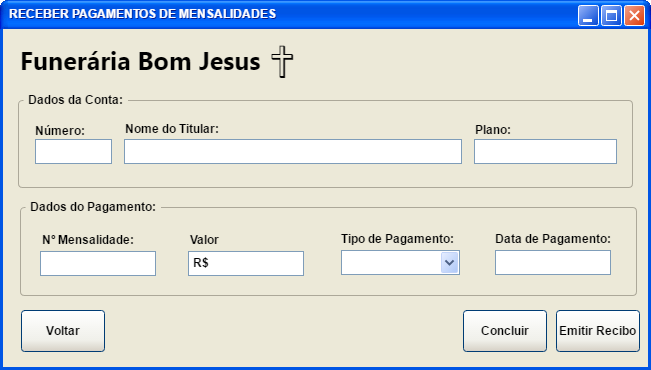 RECEBER PAGAMENTOS DE MENSALIDADES
Funerária Bom Jesus
Dados da Conta:
Número: Nome do Titular: Plano:
Dados do Pagamento:
Nº Mensalidade: Valor Tipo de Pagamento: Data de Pagamento:
R$
Voltar Concluir Emitir Recibo